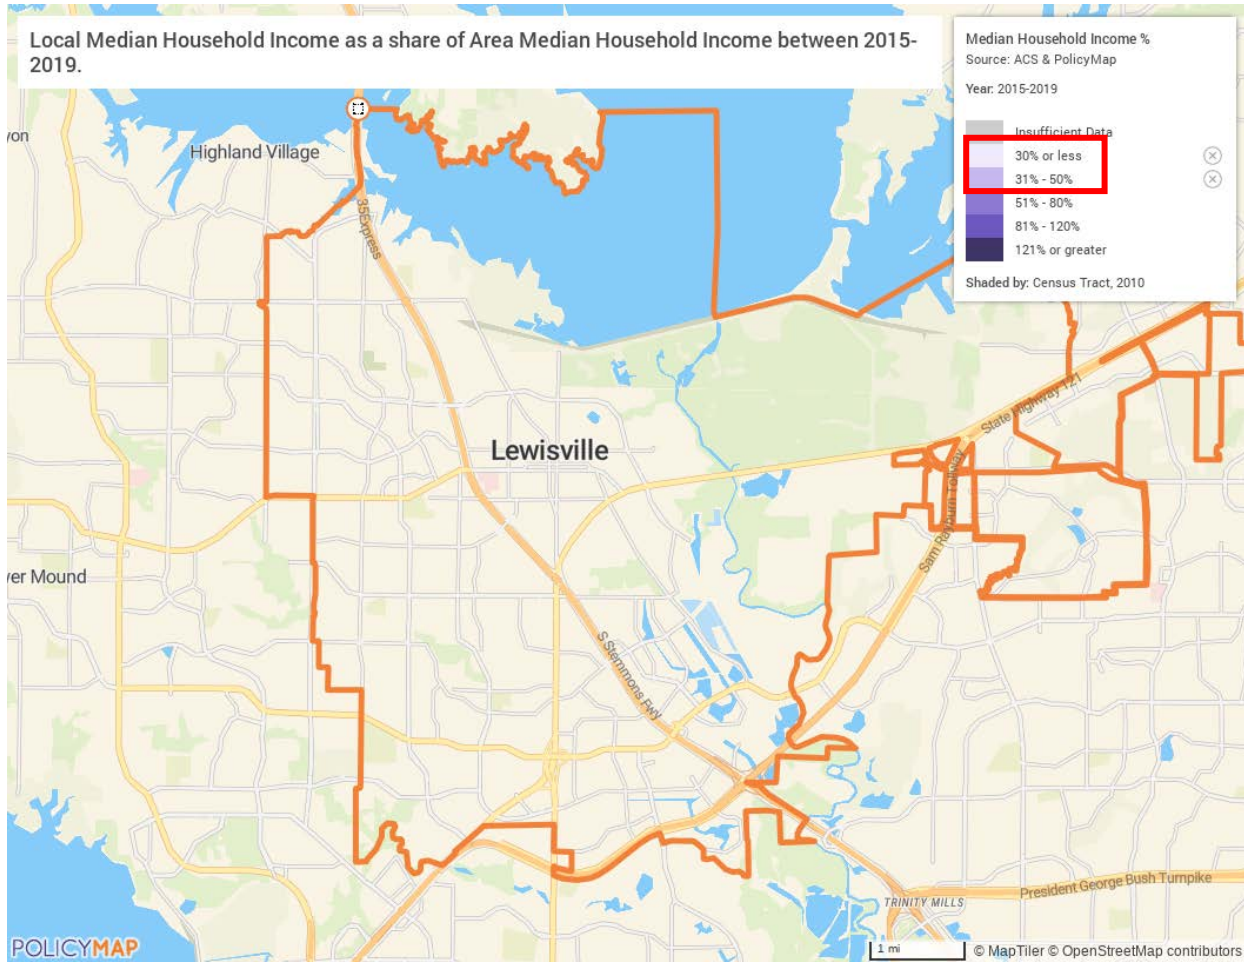 Local Median Household Income as a share of Area Median Household Income between 2015-
2019.
Median Household Income %
Source: ACS & PolicyMap
Year: 2015-2019
Insufficient Data
30% or less
31% - 50%
51% - 80%
81% - 120%
121% or greater
Shaded by: Census Tract, 2010
yon
Highland Village
35Express
State Highway 121
Lewisville
Sam Rayburn Tollway
er Mound
S Stemmons Fwy
President George Bush Turnpike
TRINITY MILLS
POLICYMAP
1 mi
© MapTiler © OpenStreetMap contributors